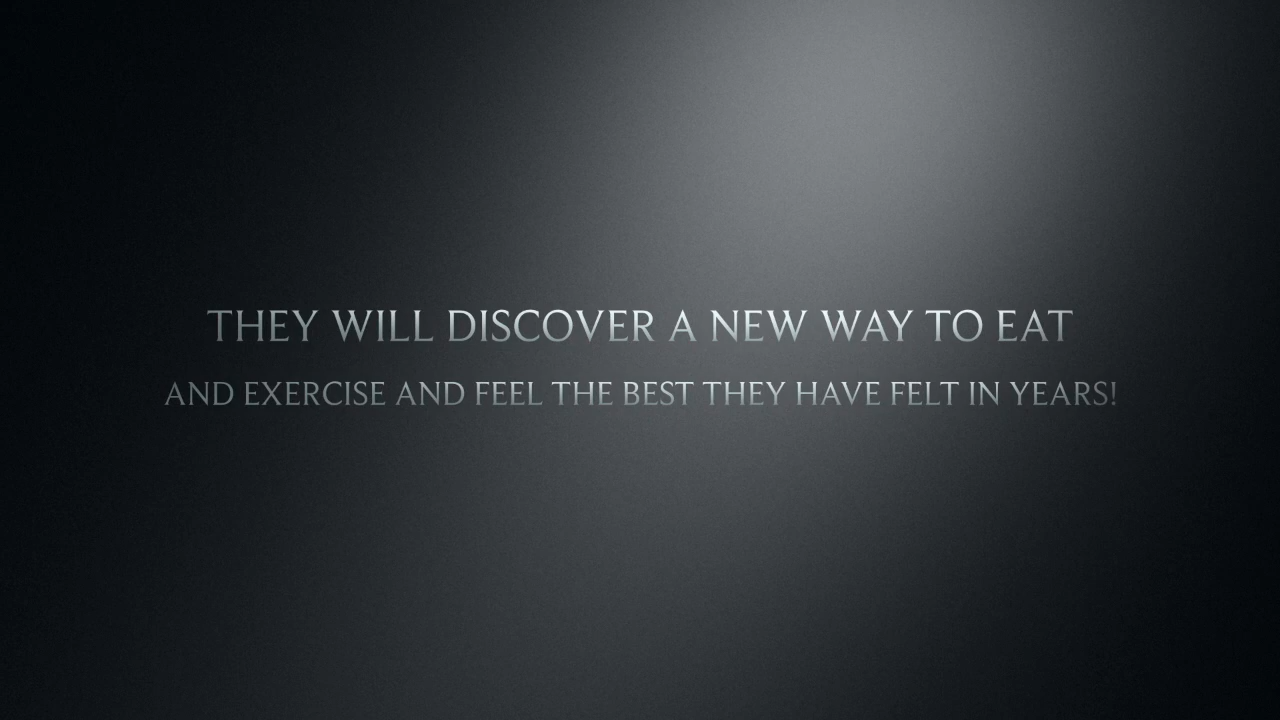 THEY WILL DISCOVER A NEW WAY TO EAT
AND EXERCISE AND FEEL THE BEST THEY HAVE FELT IN YEARS!